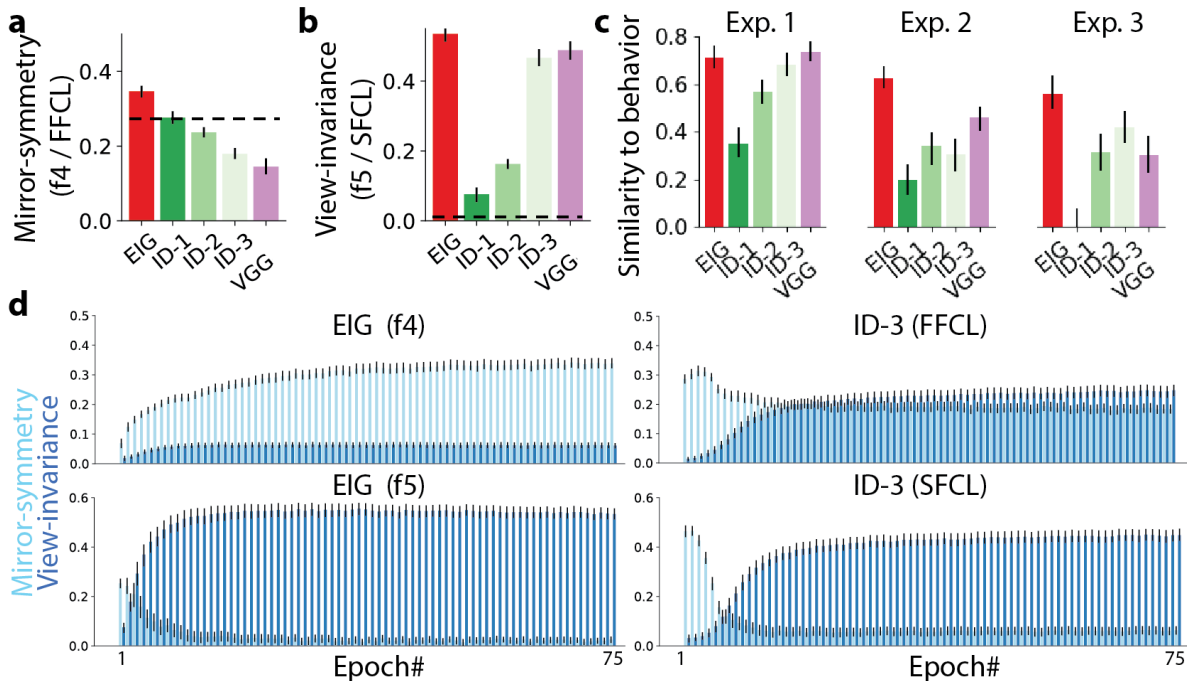 a
Mirror-symmetry
(f4 / FFCL)
0.4
0.2
0.0
EIG
ID-1
ID-2
ID-3
VGG
b
View-invariance
(f5 / SFCL)
0.4
0.2
0.0
EIG
ID-1
ID-2
ID-3
VGG
c
Similarity to behavior
0.8
0.6
0.4
0.2
0.0
Exp. 1
EIG
ID-1
ID-2
ID-3
VGG
Exp. 2
EIG
ID-1
ID-2
ID-3
VGG
Exp. 3
EIG
ID-1
ID-2
ID-3
VGG
d
Mirror-symmetry
View-invariance
EIG (f4)
0.5
0.4
0.3
0.2
0.1
0.0
ID-3 (FFCL)
0.5
0.4
0.3
0.2
0.1
0.0
EIG (f5)
0.6
0.4
0.2
0.0
1
Epoch#
75
ID-3 (SFCL)
0.6
0.4
0.2
0.0
1
Epoch#
75